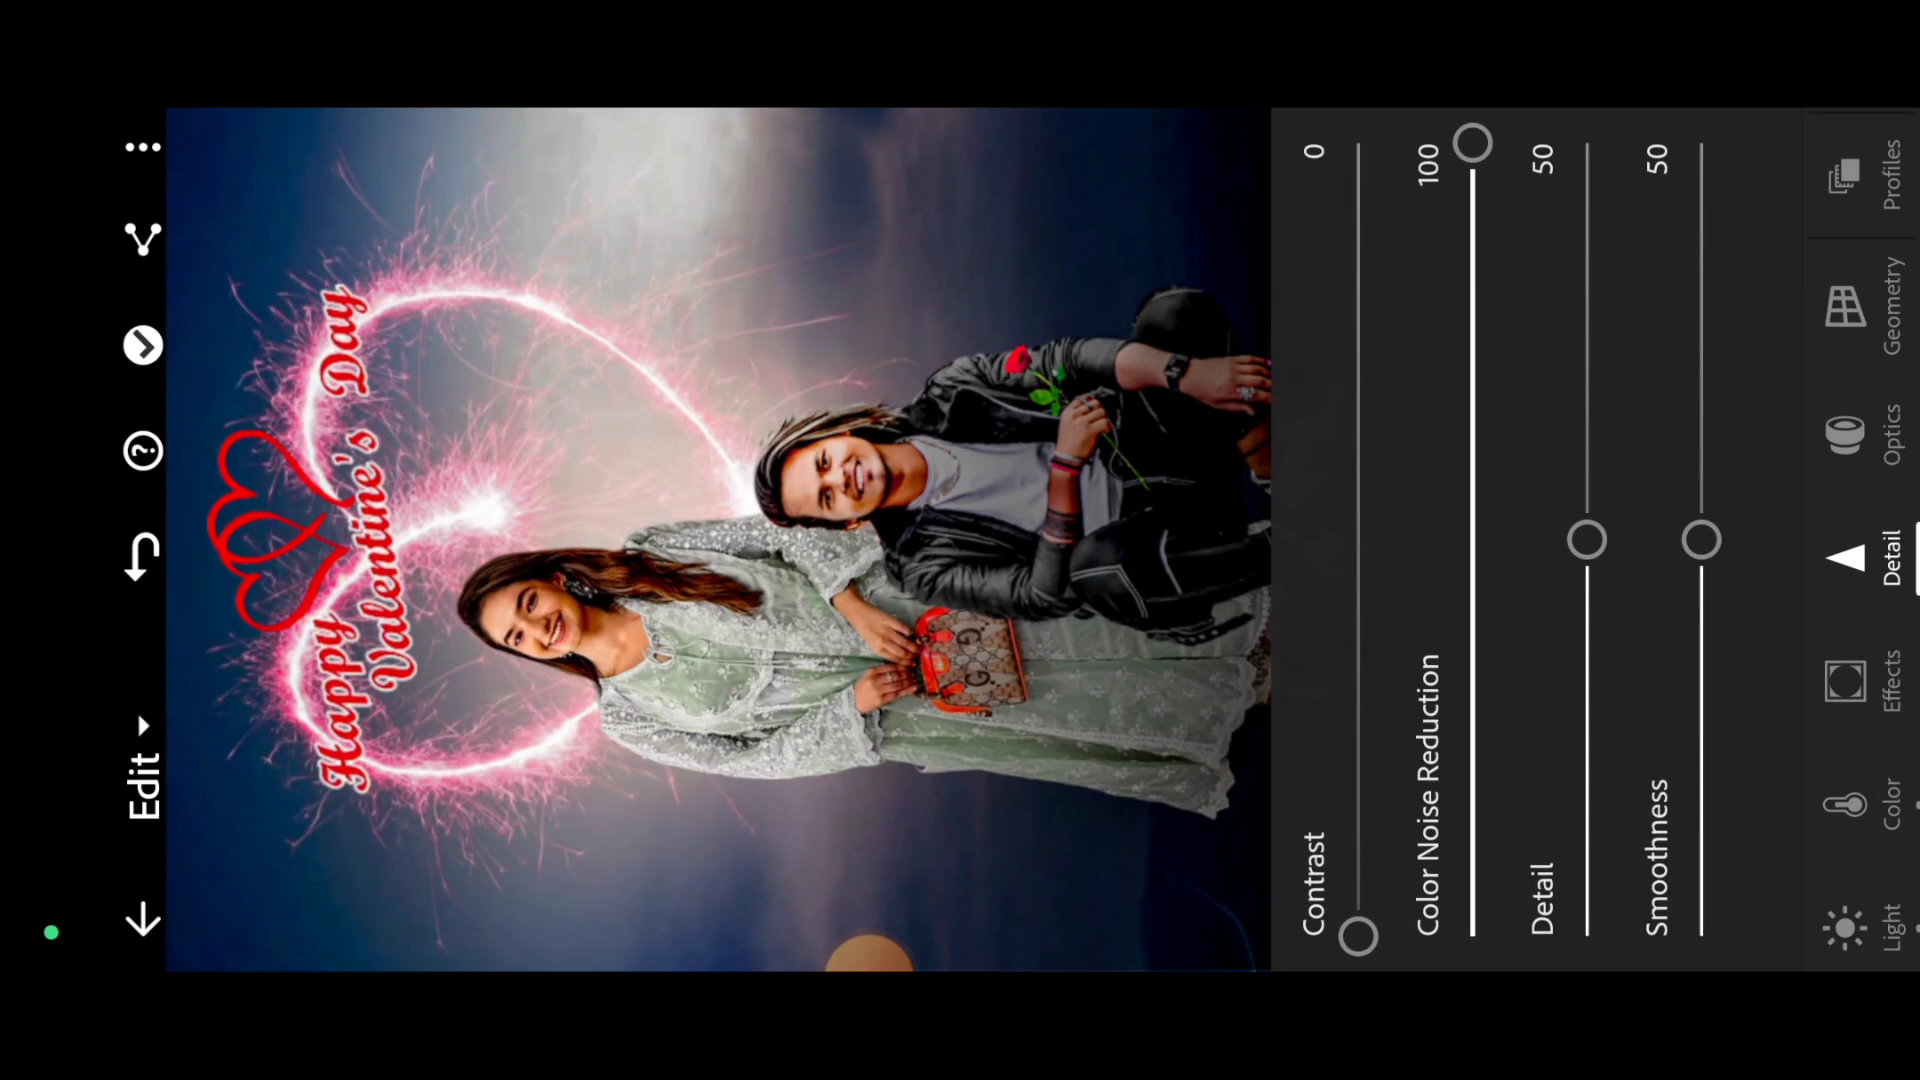 Edit
Happy
Valentine's Day
Contrast 0
Color Noise Reduction 100
Detail 50
Smoothness 50
Light
Color
Effects
Detail
Optics
Geometry
Profiles